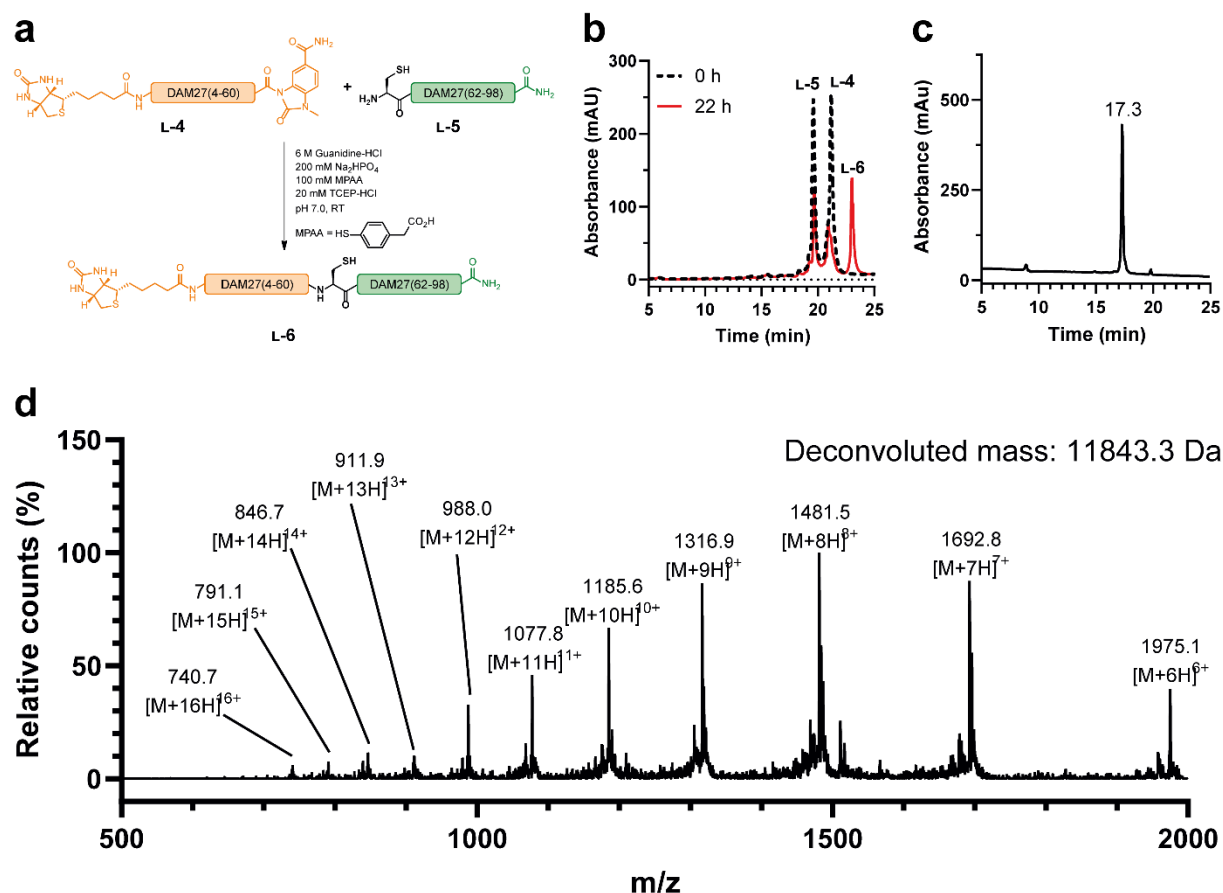 a
O
NH₂
O
HN
NH
S
O
N
H
DAM27(4-60)
O
N
N
O
+
SH
H₂N
O
DAM27(62-98)
O
NH₂
L-4
L-5
6 M Guanidine-HCl
200 mM Na₂HPO₄
100 mM MPAA
20 mM TCEP-HCl
pH 7.0, RT
MPAA = HS
CO₂H
O
HN
NH
S
O
N
H
DAM27(4-60)
N
H
SH
O
DAM27(62-98)
O
NH₂
L-6
b
Absorbance (mAU)
300
200
100
0
0 h
22 h
L-5
L-4
L-6
5
10
15
20
25
Time (min)
c
Absorbance (mAu)
500
250
0
17.3
5
10
15
20
25
Time (min)
d
Relative counts (%)
150
100
50
0
Deconvoluted mass: 11843.3 Da
740.7
[M+16H]¹⁶⁺
791.1
[M+15H]¹⁵⁺
846.7
[M+14H]¹⁴⁺
911.9
[M+13H]¹³⁺
988.0
[M+12H]¹²⁺
1077.8
[M+11H]¹¹⁺
1185.6
[M+10H]¹⁰⁺
1316.9
[M+9H]⁹⁺
1481.5
[M+8H]⁸⁺
1692.8
[M+7H]⁷⁺
1975.1
[M+6H]⁶⁺
500
1000
1500
2000
m/z